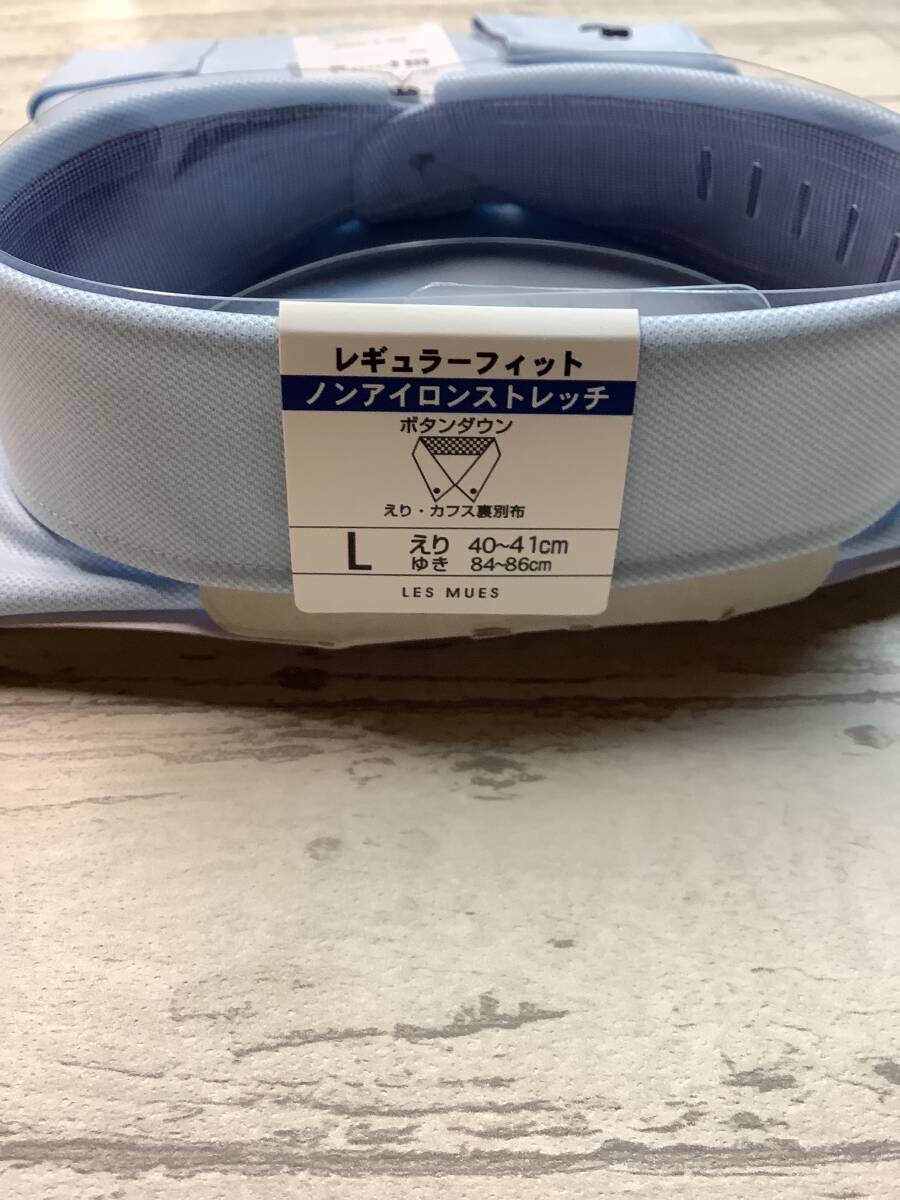 レギュラーフィット
ノンアイロンストレッチ
ボタンダウン
えり・カフス裏別布
L えり 40~41cm
ゆき 84~86cm
LES MUES